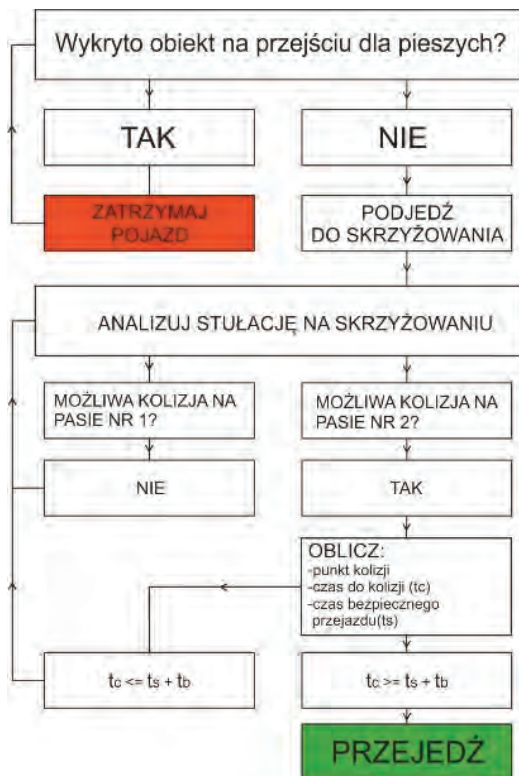 Wykryto obiekt na przejściu dla pieszych?
TAK
NIE
ZATRZYMAJ
POJAZD
PODJEDŹ
DO SKRZYŻOWANIA
ANALIZUJ STUŁACJĘ NA SKRZYŻOWANIU
MOŻLIWA KOLIZJA NA
PASIE NR 1?
MOŻLIWA KOLIZJA NA
PASIE NR 2?
NIE
TAK
OBLICZ:
-punkt kolizji
-czas do kolizji (tc)
-czas bezpiecznego
przejazdu(ts)
tc <= ts + tb
tc >= ts + tb
PRZEJEDŹ